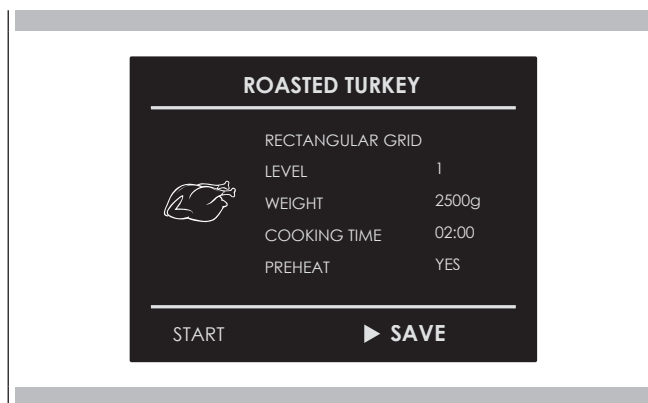 ROASTED TURKEY
RECTANGULAR GRID
LEVEL 1
WEIGHT 2500g
COOKING TIME 02:00
PREHEAT YES
START ▶ SAVE